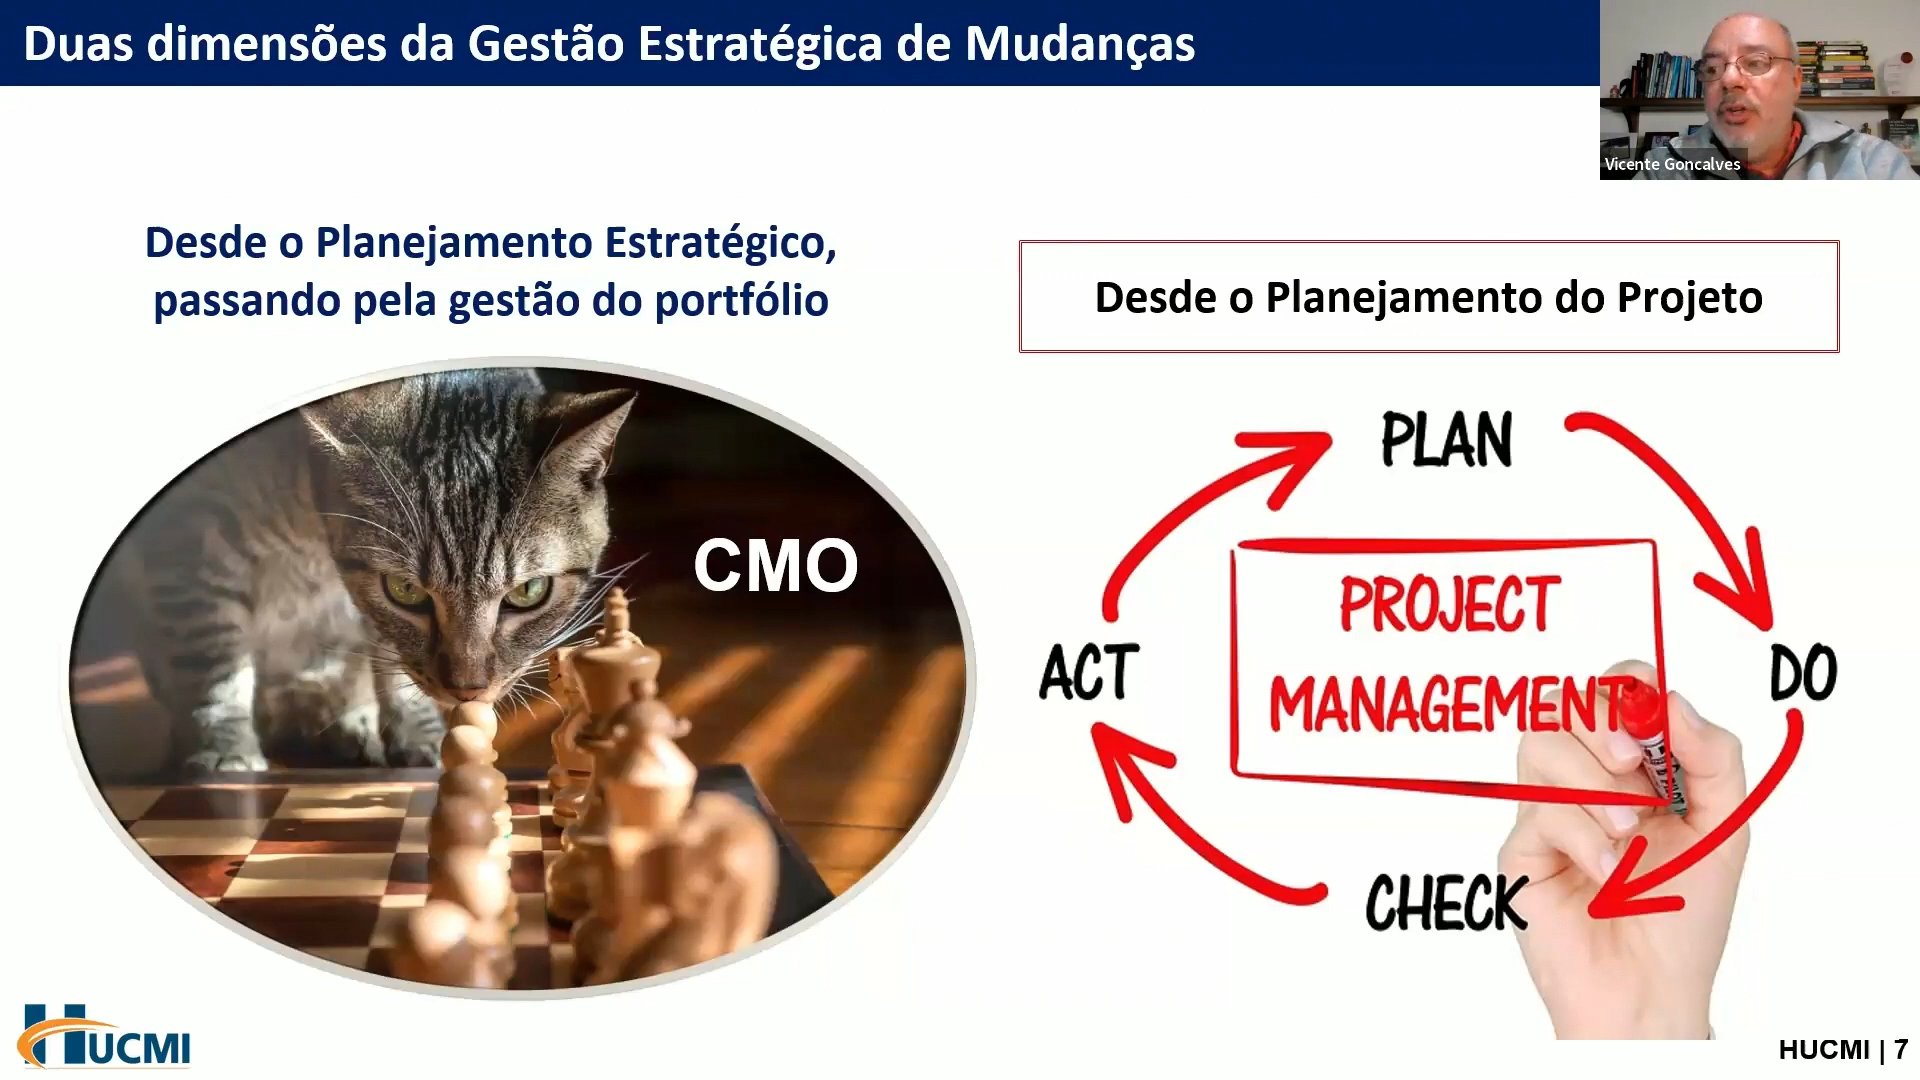 Duas dimensões da Gestão Estratégica de Mudanças
Vicente Goncalves
Desde o Planejamento Estratégico,
passando pela gestão do portfólio
CMO
Desde o Planejamento do Projeto
PLAN
DO
CHECK
ACT
PROJECT
MANAGEMENT
HUCMI
HUCMI | 7